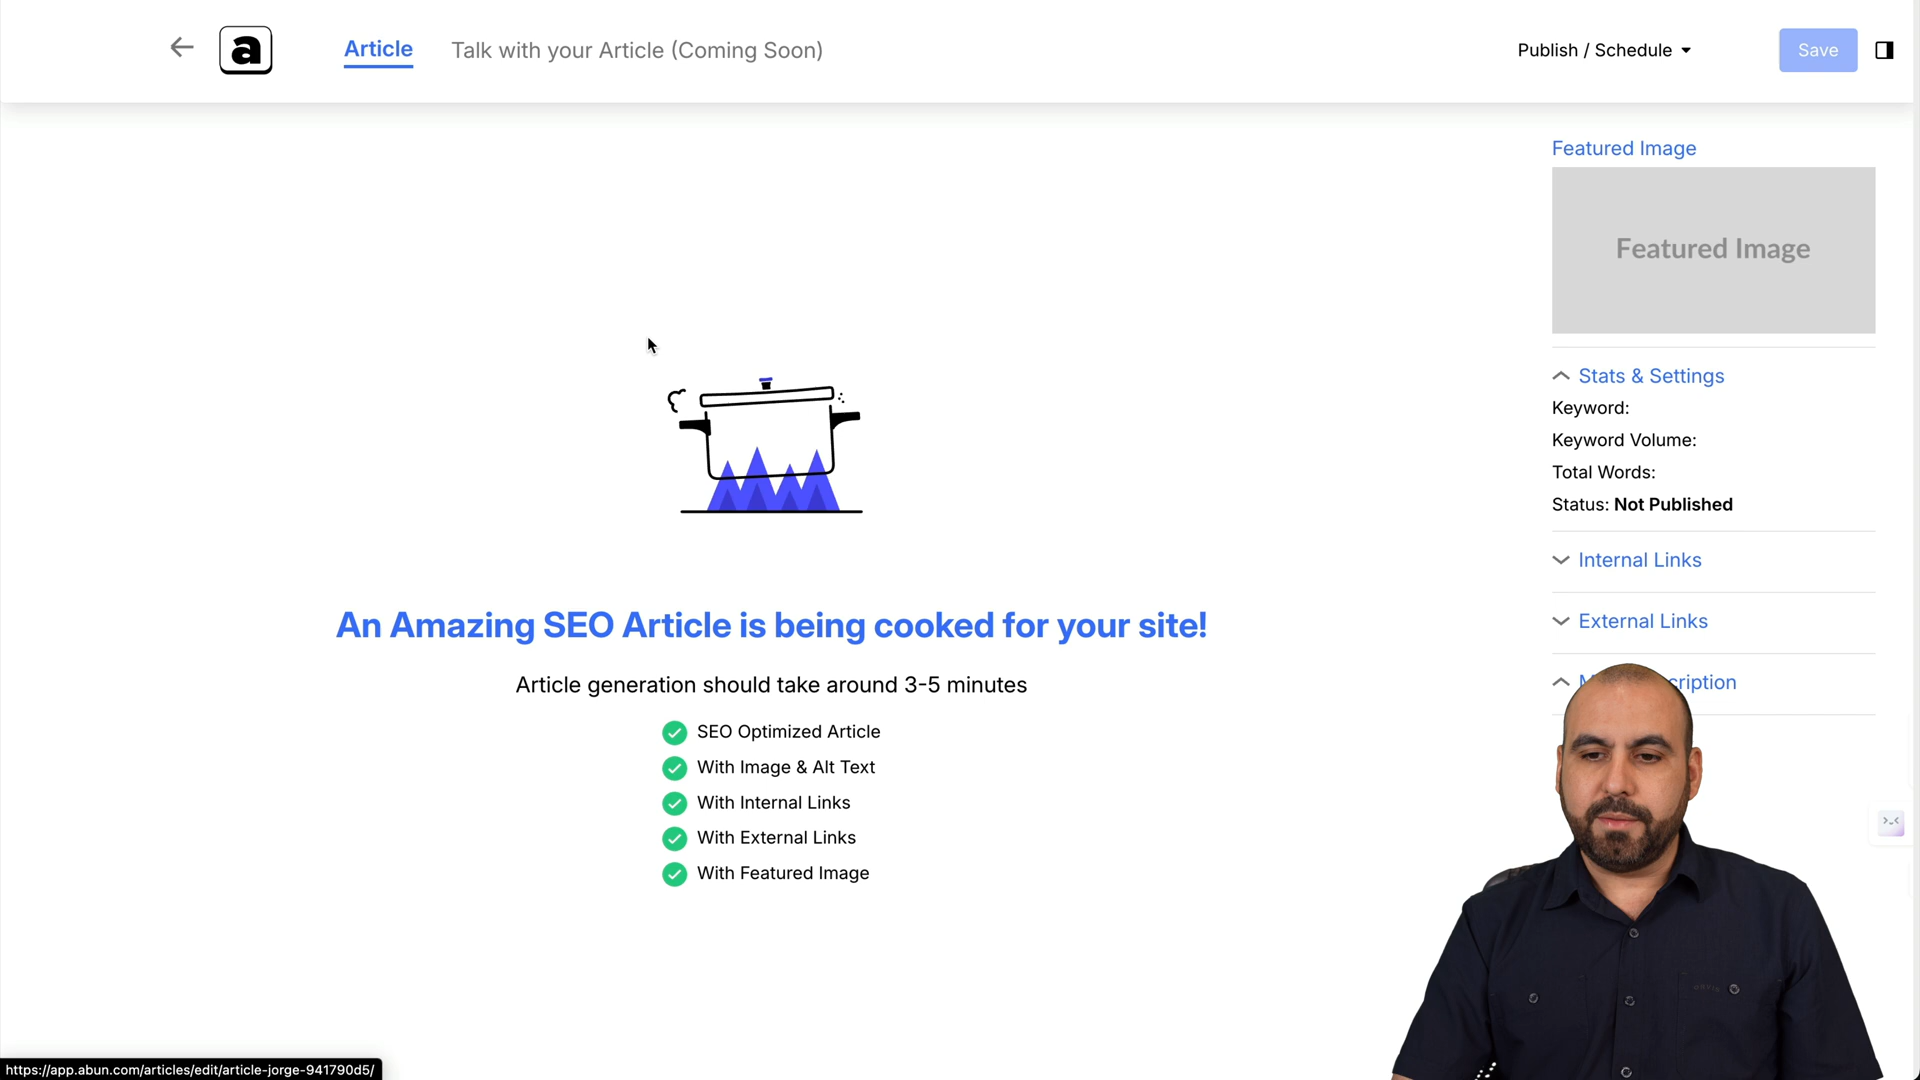 a
Article
Talk with your Article (Coming Soon)
Publish / Schedule
Save
Featured Image
Featured Image
Stats & Settings
Keyword:
Keyword Volume:
Total Words:
Status: Not Published
Internal Links
External Links
cription
An Amazing SEO Article is being cooked for your site!
Article generation should take around 3-5 minutes
SEO Optimized Article
With Image & Alt Text
With Internal Links
With External Links
With Featured Image
https://app.abun.com/articles/edit/article-jorge-941790d5/